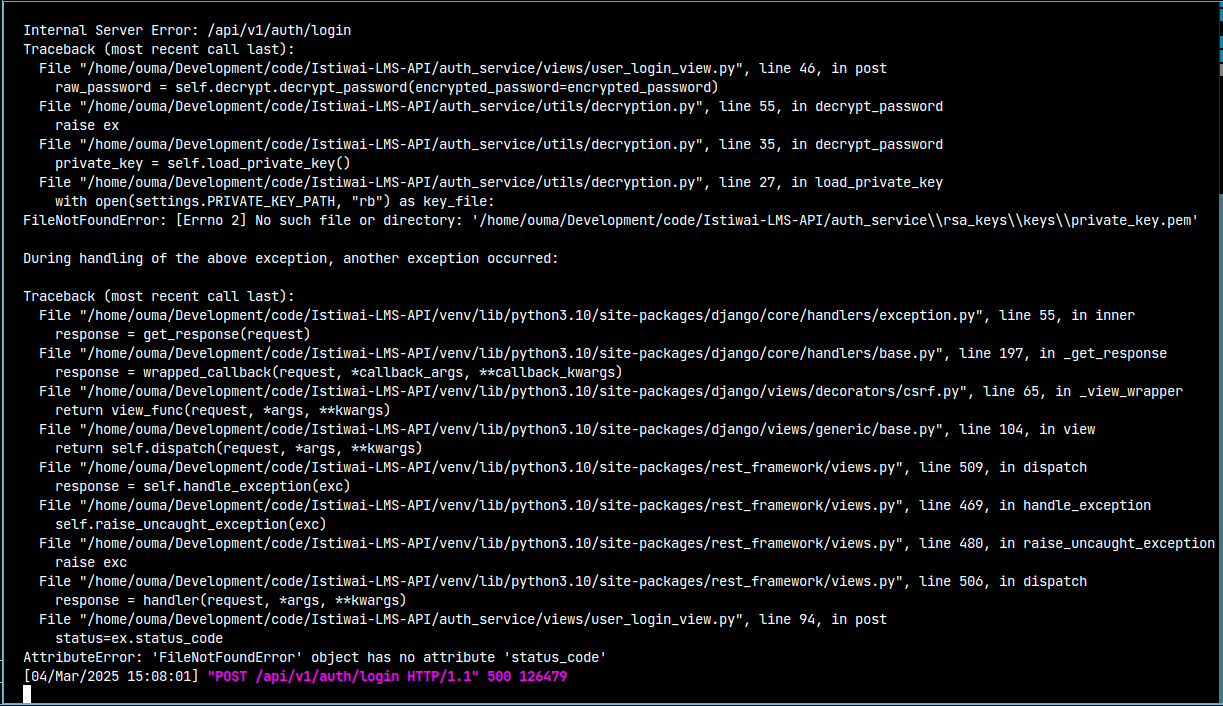 Internal Server Error: /api/v1/auth/login
Traceback (most recent call last):
  File "/home/ouma/Development/code/Istiwai-LMS-API/auth_service/views/user_login_view.py", line 46, in post
    raw_password = self.decrypt.decrypt_password(encrypted_password=encrypted_password)
  File "/home/ouma/Development/code/Istiwai-LMS-API/auth_service/utils/decryption.py", line 55, in decrypt_password
    raise ex
  File "/home/ouma/Development/code/Istiwai-LMS-API/auth_service/utils/decryption.py", line 35, in decrypt_password
    private_key = self.load_private_key()
  File "/home/ouma/Development/code/Istiwai-LMS-API/auth_service/utils/decryption.py", line 27, in load_private_key
    with open(settings.PRIVATE_KEY_PATH, "rb") as key_file:
FileNotFoundError: [Errno 2] No such file or directory: '/home/ouma/Development/code/Istiwai-LMS-API/auth_service\\rsa_keys\\keys\\private_key.pem'

During handling of the above exception, another exception occurred:

Traceback (most recent call last):
  File "/home/ouma/Development/code/Istiwai-LMS-API/venv/lib/python3.10/site-packages/django/core/handlers/exception.py", line 55, in inner
    response = get_response(request)
  File "/home/ouma/Development/code/Istiwai-LMS-API/venv/lib/python3.10/site-packages/django/core/handlers/base.py", line 197, in _get_response
    response = wrapped_callback(request, *callback_args, **callback_kwargs)
  File "/home/ouma/Development/code/Istiwai-LMS-API/venv/lib/python3.10/site-packages/django/views/decorators/csrf.py", line 65, in _view_wrapper
    return view_func(request, *args, **kwargs)
  File "/home/ouma/Development/code/Istiwai-LMS-API/venv/lib/python3.10/site-packages/django/views/generic/base.py", line 104, in view
    return self.dispatch(request, *args, **kwargs)
  File "/home/ouma/Development/code/Istiwai-LMS-API/venv/lib/python3.10/site-packages/rest_framework/views.py", line 509, in dispatch
    response = self.handle_exception(exc)
  File "/home/ouma/Development/code/Istiwai-LMS-API/venv/lib/python3.10/site-packages/rest_framework/views.py", line 469, in handle_exception
    self.raise_uncaught_exception(exc)
  File "/home/ouma/Development/code/Istiwai-LMS-API/venv/lib/python3.10/site-packages/rest_framework/views.py", line 480, in raise_uncaught_exception
    raise exc
  File "/home/ouma/Development/code/Istiwai-LMS-API/venv/lib/python3.10/site-packages/rest_framework/views.py", line 506, in dispatch
    response = handler(request, *args, **kwargs)
  File "/home/ouma/Development/code/Istiwai-LMS-API/auth_service/views/user_login_view.py", line 94, in post
    status=ex.status_code
AttributeError: 'FileNotFoundError' object has no attribute 'status_code'
[04/Mar/2025 15:08:01] "POST /api/v1/auth/login HTTP/1.1" 500 126479